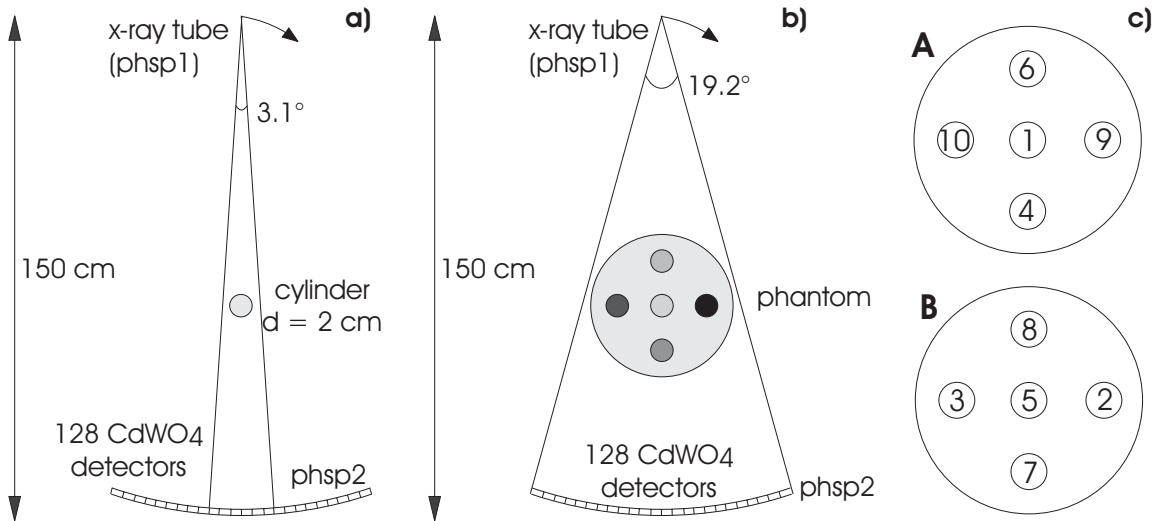 x-ray tube
(phsp1)
a)
3.1°
150 cm
cylinder
d = 2 cm
128 CdWO4
detectors
phsp2
x-ray tube
(phsp1)
b)
19.2°
150 cm
phantom
128 CdWO4
detectors
phsp2
c)
A
6
10
1
9
4
B
8
3
5
2
7